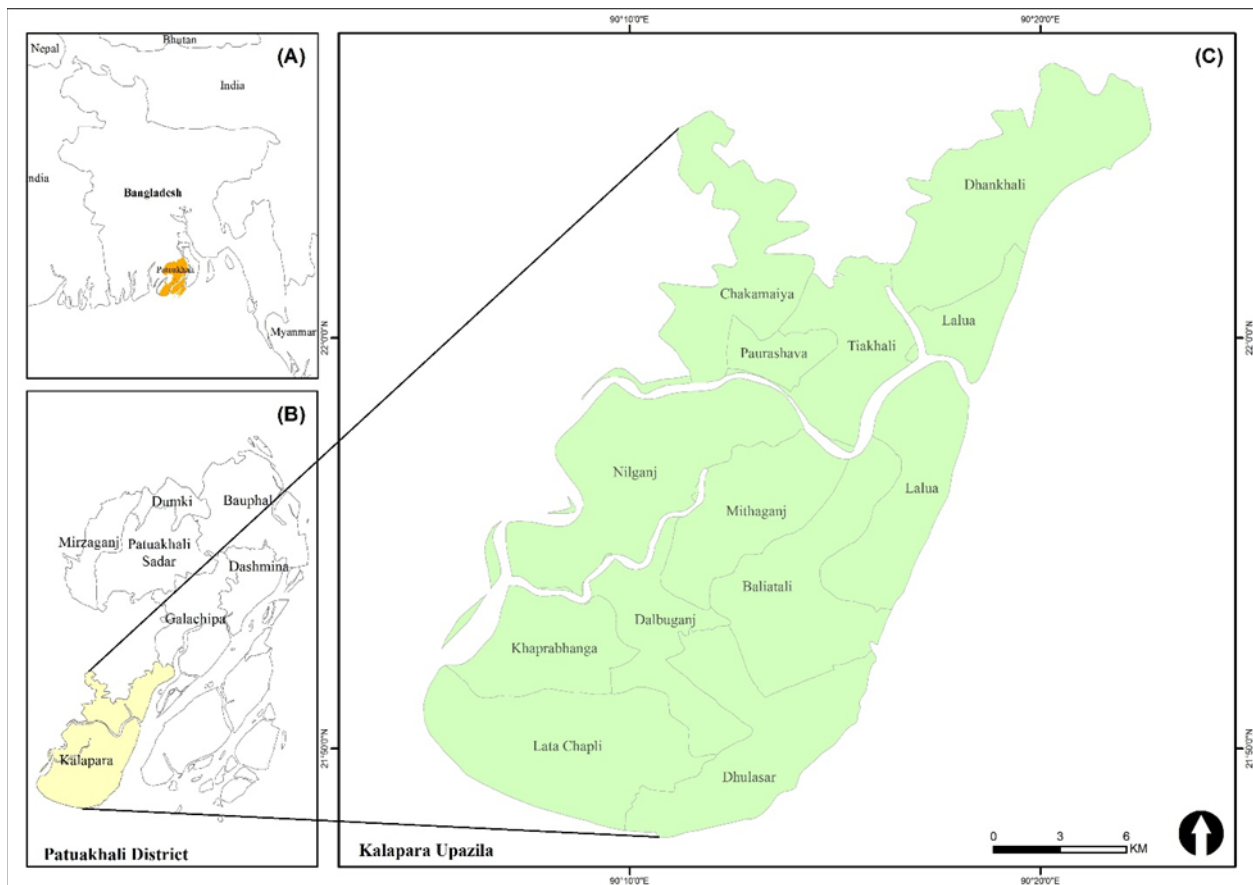 90°10'0"E
90°20'0"E
(A)
Nepal
Bhutan
India
ndia
Bangladesh
Patuakhali
Myanmar
(B)
Dumki
Bauphal
Mirzaganj
Patuakhali
Sadar
Dashmina
Galachipa
Kalapara
Patuakhali District
(C)
Dhankhali
Chakamaiya
Lalua
Paurashava
Tiakhali
22°0'0"N
22°0'0"N
Nilganj
Lalua
Mithaganj
Baliatali
Dalbuganj
Khaprabhanga
Lata Chapli
21°50'0"N
21°50'0"N
Dhulasar
0 3 6
KM
Kalapara Upazila
90°10'0"E
90°20'0"E